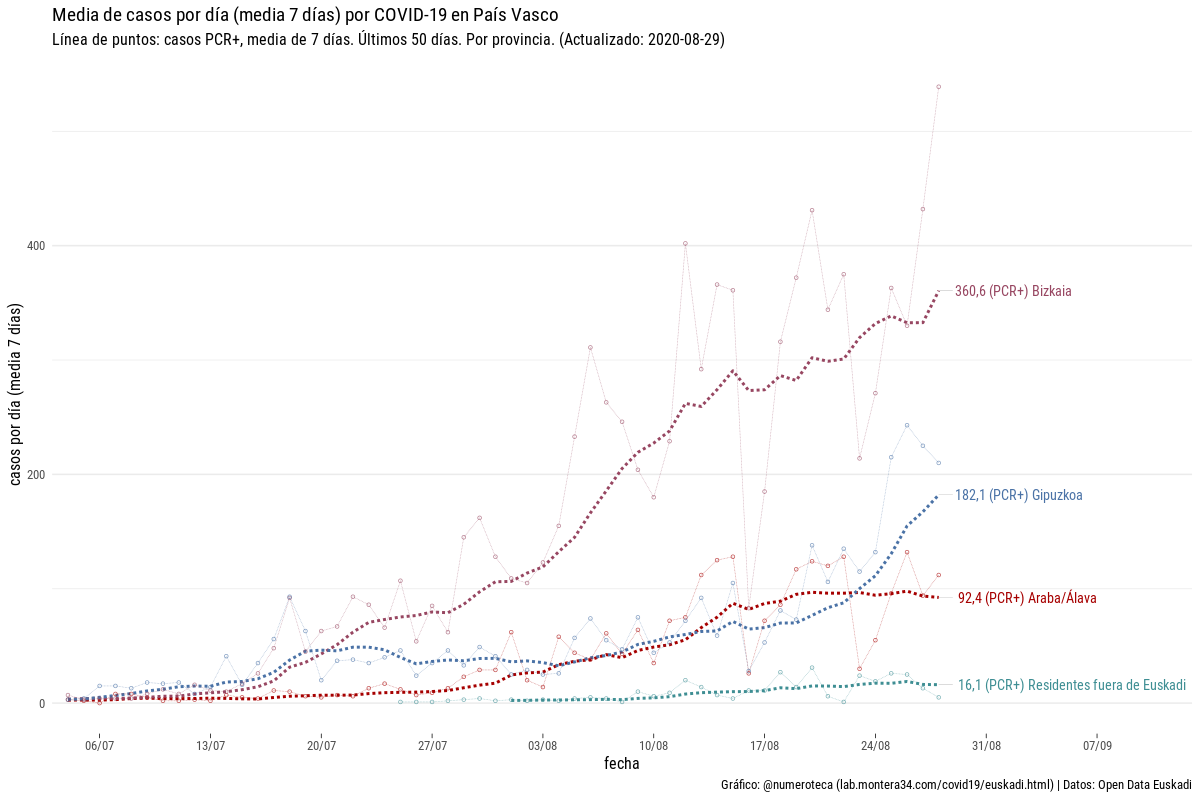 Media de casos por día (media 7 días) por COVID-19 en País Vasco
Línea de puntos: casos PCR+, media de 7 días. Últimos 50 días. Por provincia. (Actualizado: 2020-08-29)
casos por día (media 7 días)
400
200
0
360,6 (PCR+) Bizkaia
182,1 (PCR+) Gipuzkoa
92,4 (PCR+) Araba/Álava
16,1 (PCR+) Residentes fuera de Euskadi
06/07 13/07 20/07 27/07 03/08 10/08 17/08 24/08 31/08 07/09
fecha
Gráfico: @numeroteca (lab.montera34.com/covid19/euskadi.html) | Datos: Open Data Euskadi